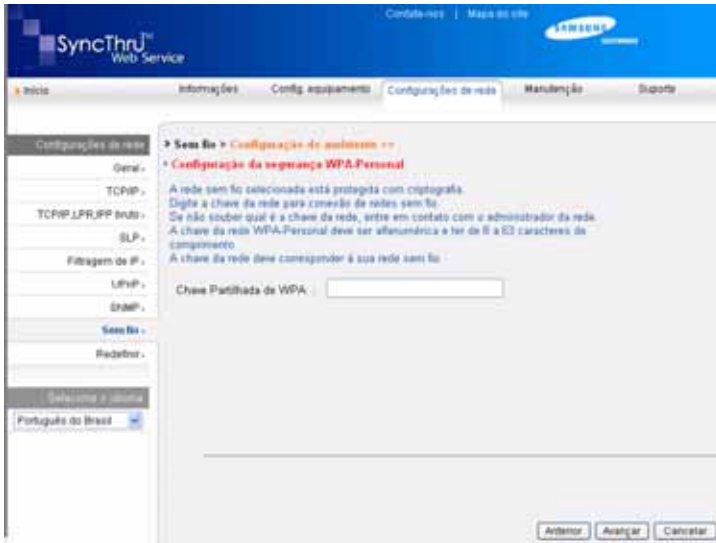 Contate-nos | Mapa do site
SAMSUNG
SyncThru™
Web Service
Início
Informações
Config. equipamento
Configurações de rede
Manutenção
Suporte
Configurações de rede
Geral
TCP/IP
TCP/IP,LPR,IPP bruto
SLP
Filtragem de IP
UPnP
SNMP
Sem fio
Redefinir
Selecione o idioma
Português do Brasil
> Sem fio > Configuração do ambiente >>
Configuração da segurança WPA-Personal
A rede sem fio selecionada está protegida com criptografia.
Digite a chave da rede para conexão de redes sem fio.
Se não souber qual é a chave da rede, entre em contato com o administrador da rede.
A chave da rede WPA-Personal deve ser alfanumérica e ter de 8 a 63 caracteres de
comprimento.
A chave da rede deve corresponder à sua rede sem fio.
Chave Partilhada de WPA :
Anterior
Avançar
Cancelar